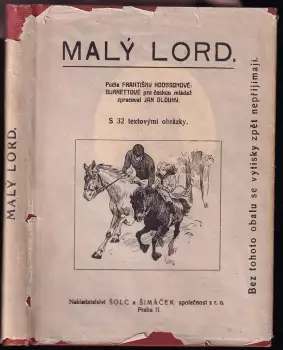 MALÝ LORD.
MALÝ LORD.
Podle FRANTIŠKY HODGSONOVÉ-
BURNETTOVÉ pro českou mládež
zpracoval JAN DLOUHÝ.
S 32 textovými obrázky.
Nakladatelství ŠOLC a ŠIMÁČEK společnost s r. o.
Praha II.
Bez tohoto obalu se výtisky zpět nepřijímají.